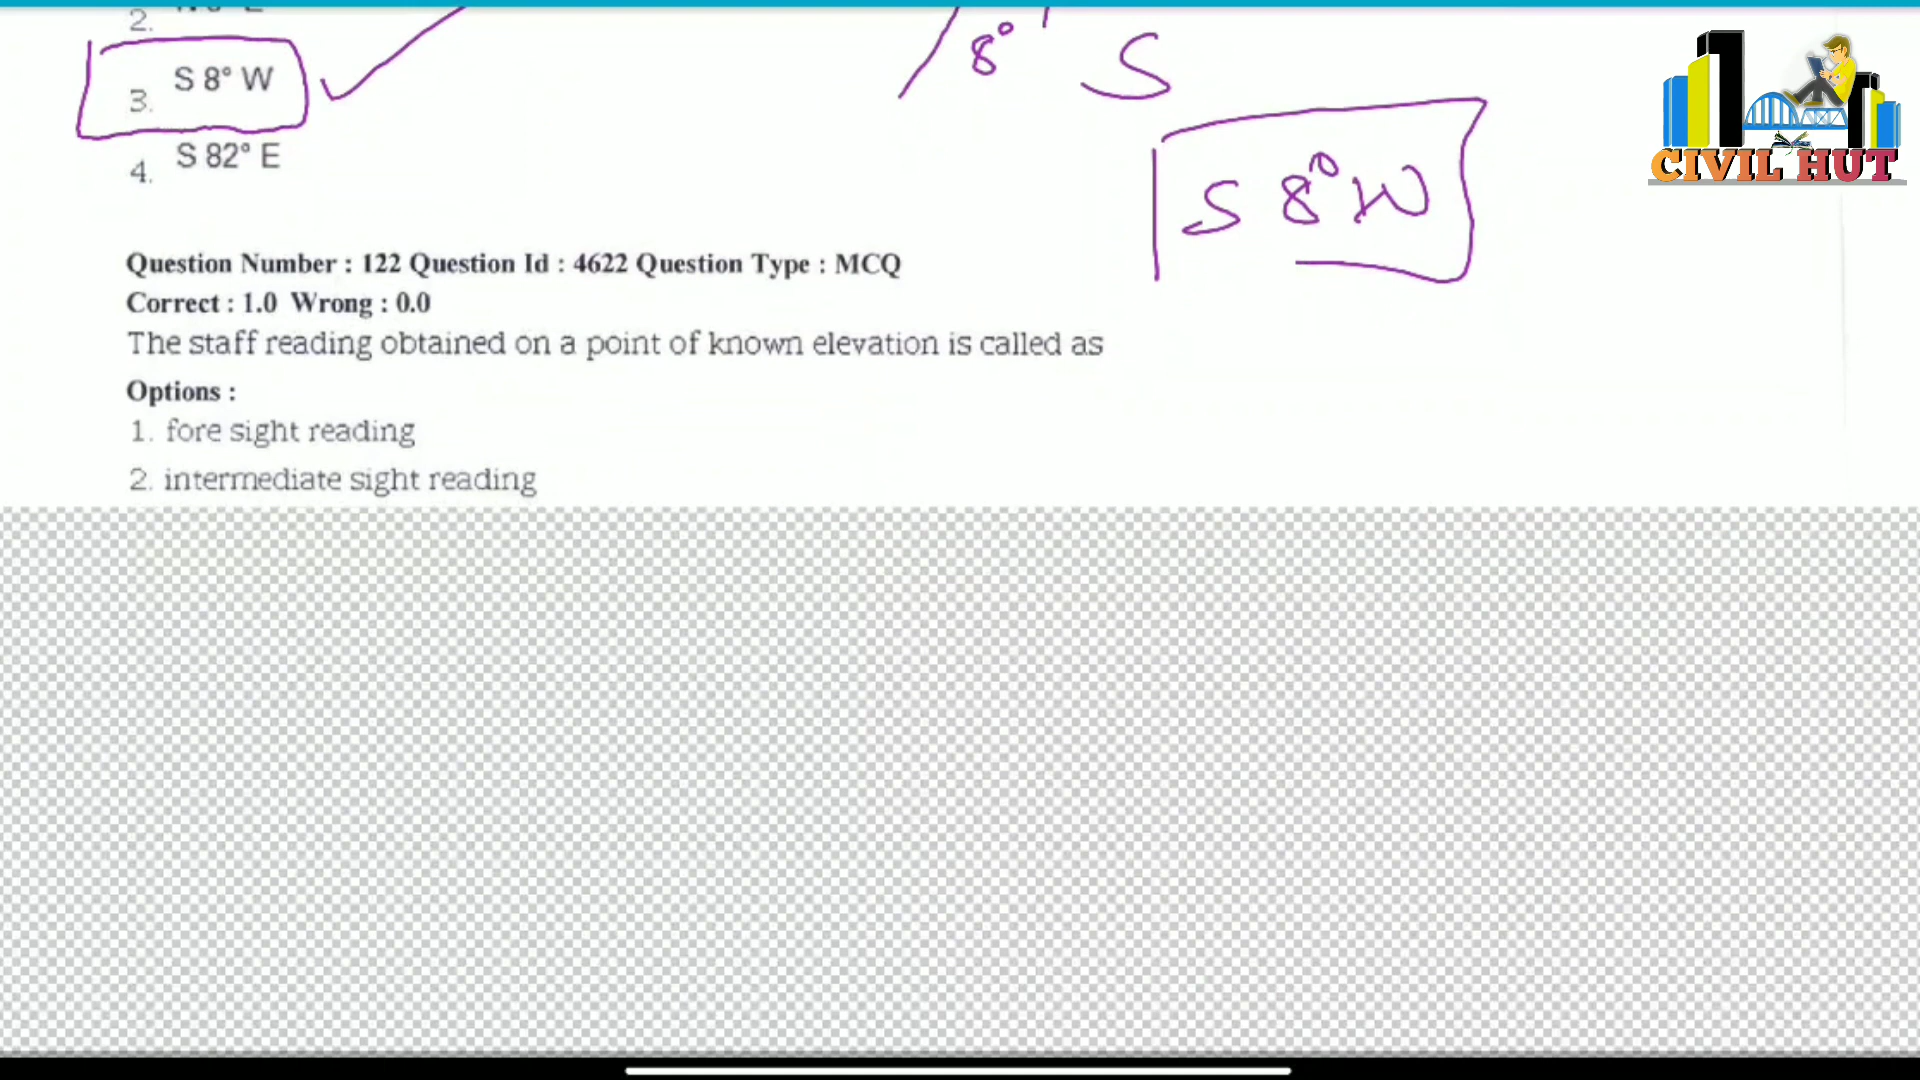 2.
3. S 8° W
4. S 82° E
8° S
S 8° W
CIVIL HUT
Question Number : 122 Question Id : 4622 Question Type : MCQ
Correct : 1.0 Wrong : 0.0
The staff reading obtained on a point of known elevation is called as
Options :
1. fore sight reading
2. intermediate sight reading